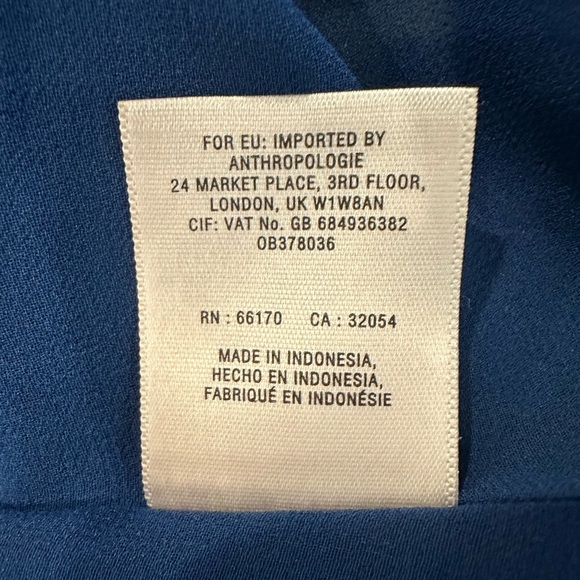 FOR EU: IMPORTED BY
ANTHROPOLOGIE
24 MARKET PLACE, 3RD FLOOR,
LONDON, UK W1W8AN
CIF: VAT No. GB 684936382
OB378036
RN : 66170 CA : 32054
MADE IN INDONESIA,
HECHO EN INDONESIA,
FABRIQUÉ EN INDONÉSIE